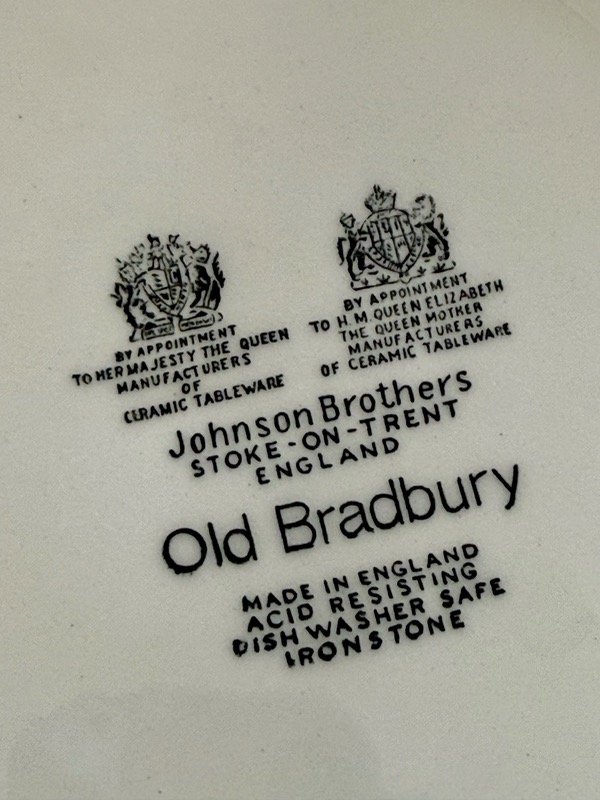 BY APPOINTMENT
TO HER MAJESTY THE QUEEN
MANUFACTURERS
OF
CERAMIC TABLEWARE
BY APPOINTMENT
TO H.M. QUEEN ELIZABETH
THE QUEEN MOTHER
MANUFACTURERS
OF CERAMIC TABLEWARE
Johnson Brothers
STOKE-ON-TRENT
ENGLAND
Old Bradbury
MADE IN ENGLAND
ACID RESISTING
DISH WASHER SAFE
IRONSTONE